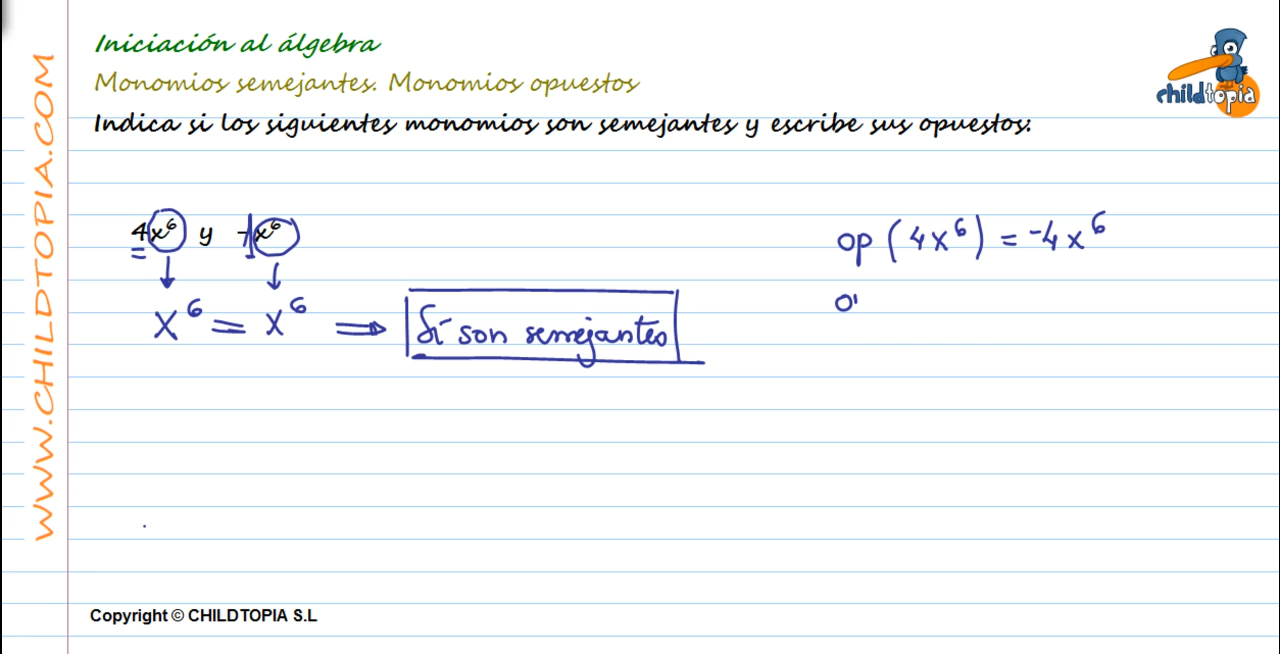 Iniciación al álgebra
Monomios semejantes. Monomios opuestos
childtopia
Indica si los siguientes monomios son semejantes y escribe sus opuestos:
WWW.CHILDTOPIA.COM
4x⁶ y -1x⁶
op (4x⁶) = -4x⁶
x⁶ = x⁶ ⇒ Sí son semejantes
Copyright © CHILDTOPIA S.L